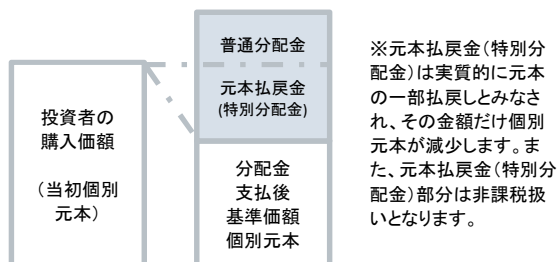 投資者の
購入価額
（当初個別
元本）
普通分配金
元本払戻金
(特別分配金)
分配金
支払後
基準価額
個別元本
※元本払戻金（特別分
配金）は実質的に元本
の一部払戻しとみなさ
れ、その金額だけ個別
元本が減少します。ま
た、元本払戻金（特別分
配金）部分は非課税扱
いとなります。